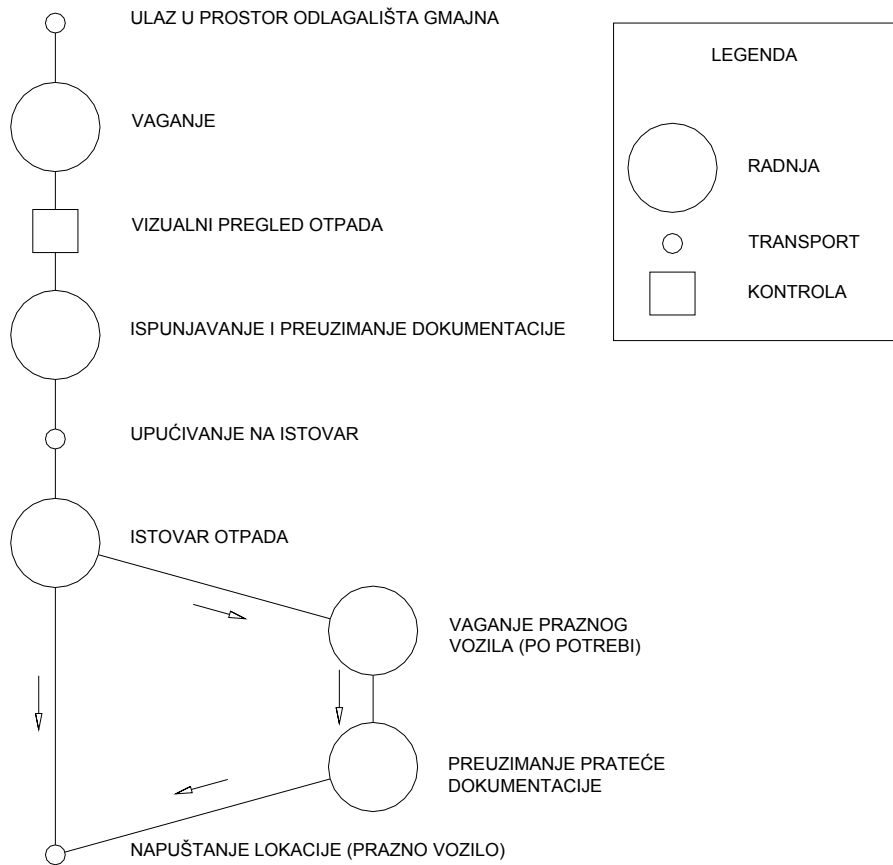 ULAZ U PROSTOR ODLAGALIŠTA GMAJNA
VAGANJE
VIZUALNI PREGLED OTPADA
ISPUNJAVANJE I PREUZIMANJE DOKUMENTACIJE
UPUĆIVANJE NA ISTOVAR
ISTOVAR OTPADA
VAGANJE PRAZNOG
VOZILA (PO POTREBI)
PREUZIMANJE PRATEĆE
DOKUMENTACIJE
NAPUŠTANJE LOKACIJE (PRAZNO VOZILO)
LEGENDA
RADNJA
TRANSPORT
KONTROLA